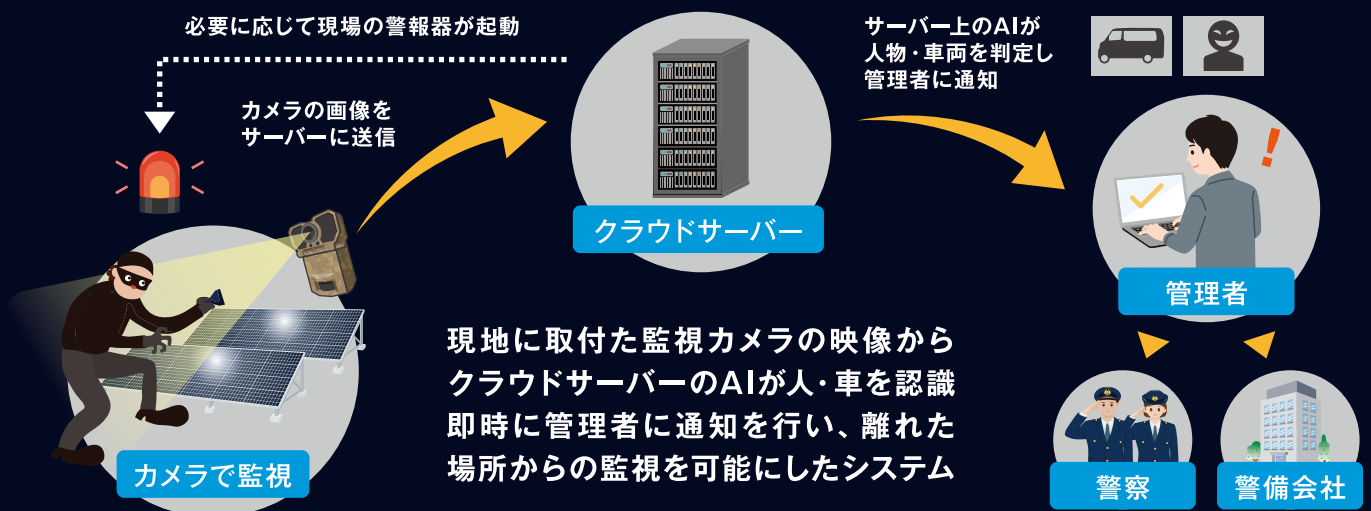 必要に応じて現場の警報器が起動
カメラの画像を
サーバーに送信
クラウドサーバー
サーバー上のAIが
人物・車両を判定し
管理者に通知
管理者
カメラで監視
現地に取付た監視カメラの映像から
クラウドサーバーのAIが人・車を認識
即時に管理者に通知を行い、離れた
場所からの監視を可能にしたシステム
警察
警備会社